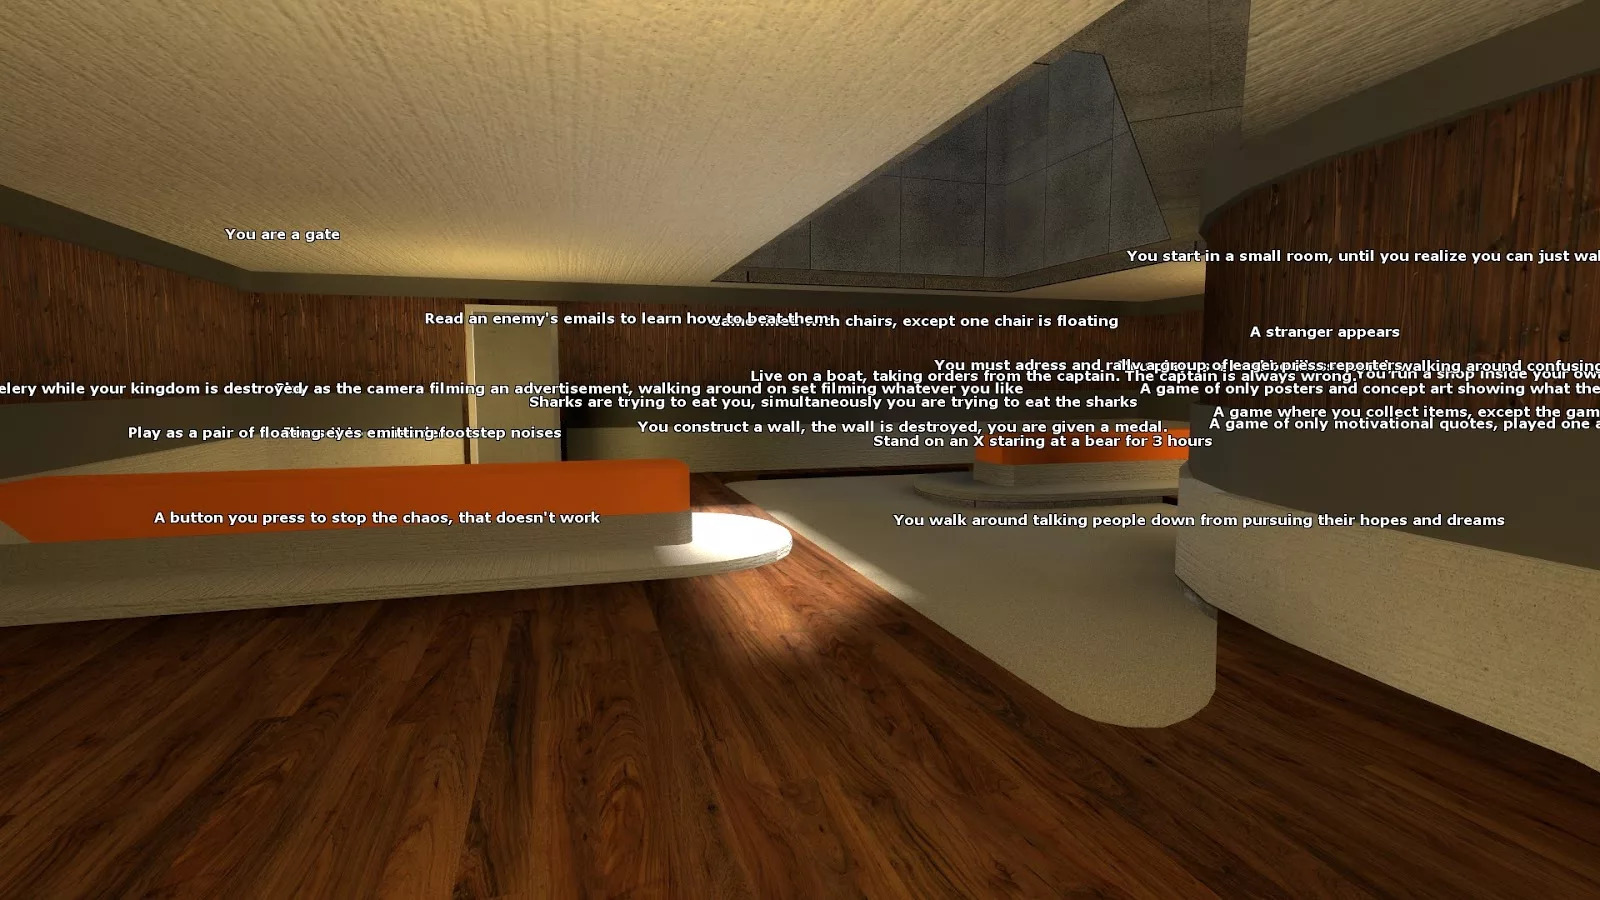 You are a gate
You start in a small room, until you realize you can just wal
Read an enemy's emails to learn how to beat them
with chairs, except one chair is floating
A stranger appears
You must adress and rally a group of
press reporters
walking around confusing
Live on a boat, taking orders from the captain. The captain is always wrong.
You run a shop inside your ow
elery while your kingdom is destroyed
Play as the camera filming an advertisement, walking around on set filming whatever you like
A game of only posters and concept art showing what the
Sharks are trying to eat you, simultaneously you are trying to eat the sharks
A game where you collect items, except the gam
A game of only motivational quotes, played one a
You construct a wall, the wall is destroyed, you are given a medal.
Play as a pair of floating eyes emitting footstep noises
Stand on an X staring at a bear for 3 hours
A button you press to stop the chaos, that doesn't work
You walk around talking people down from pursuing their hopes and dreams